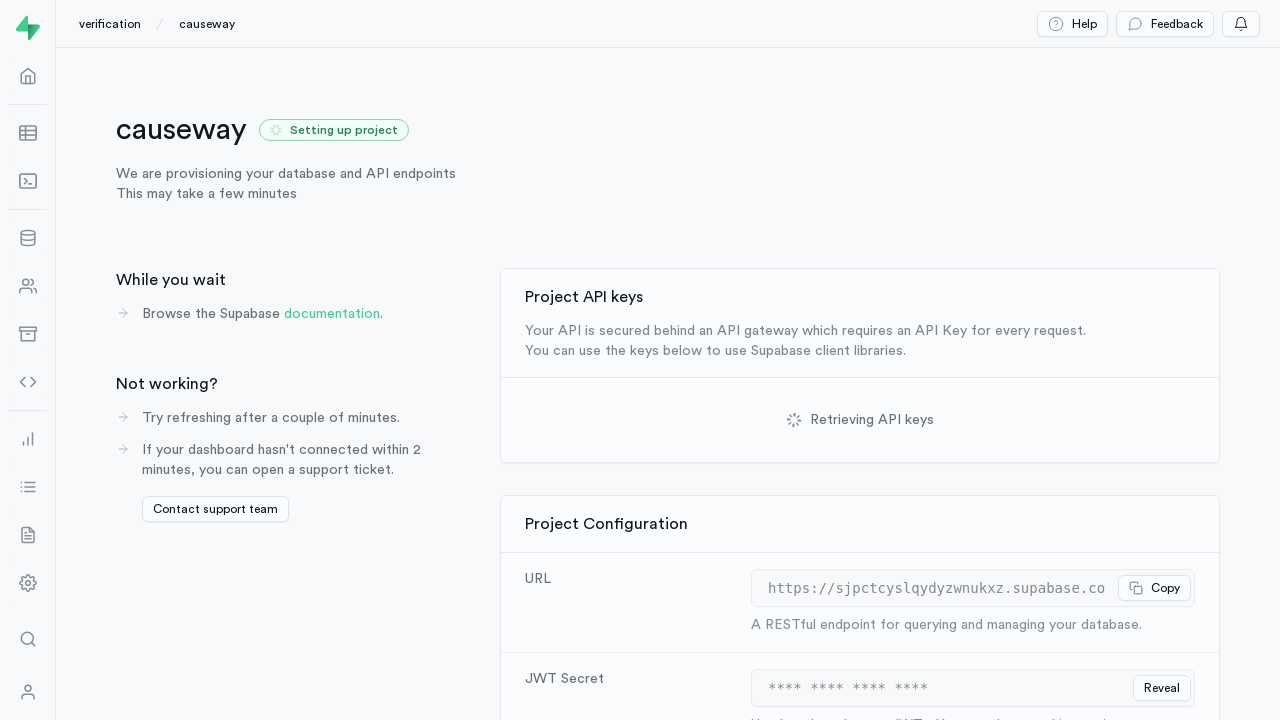 verification / causeway
Help
Feedback
causeway
Setting up project
We are provisioning your database and API endpoints
This may take a few minutes
While you wait
Browse the Supabase documentation.
Not working?
Try refreshing after a couple of minutes.
If your dashboard hasn't connected within 2
minutes, you can open a support ticket.
Contact support team
Project API keys
Your API is secured behind an API gateway which requires an API Key for every request.
You can use the keys below to use Supabase client libraries.
Retrieving API keys
Project Configuration
URL
https://sjpctcyslqydyzwnukxz.supabase.co
Copy
A RESTful endpoint for querying and managing your database.
JWT Secret
**** **** **** ****
Reveal